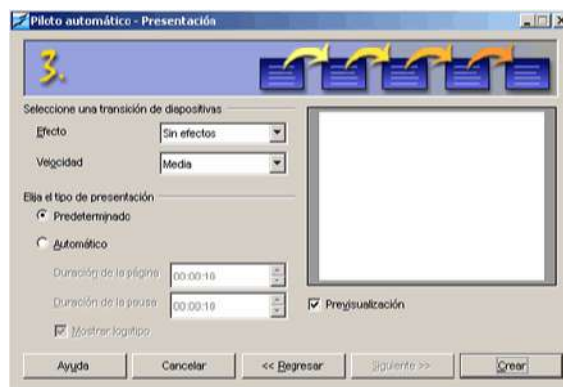 Piloto automático - Presentación
3.
Seleccione una transición de diapositivas
Efecto Sin efectos
Velocidad Media
Elija el tipo de presentación
Predeterminado
Automático
Duración de la página 00:00:10
Duración de la pausa 00:00:10
Mostrar logotipo
Previsualización
Ayuda Cancelar << Regresar Siguiente >> Crear